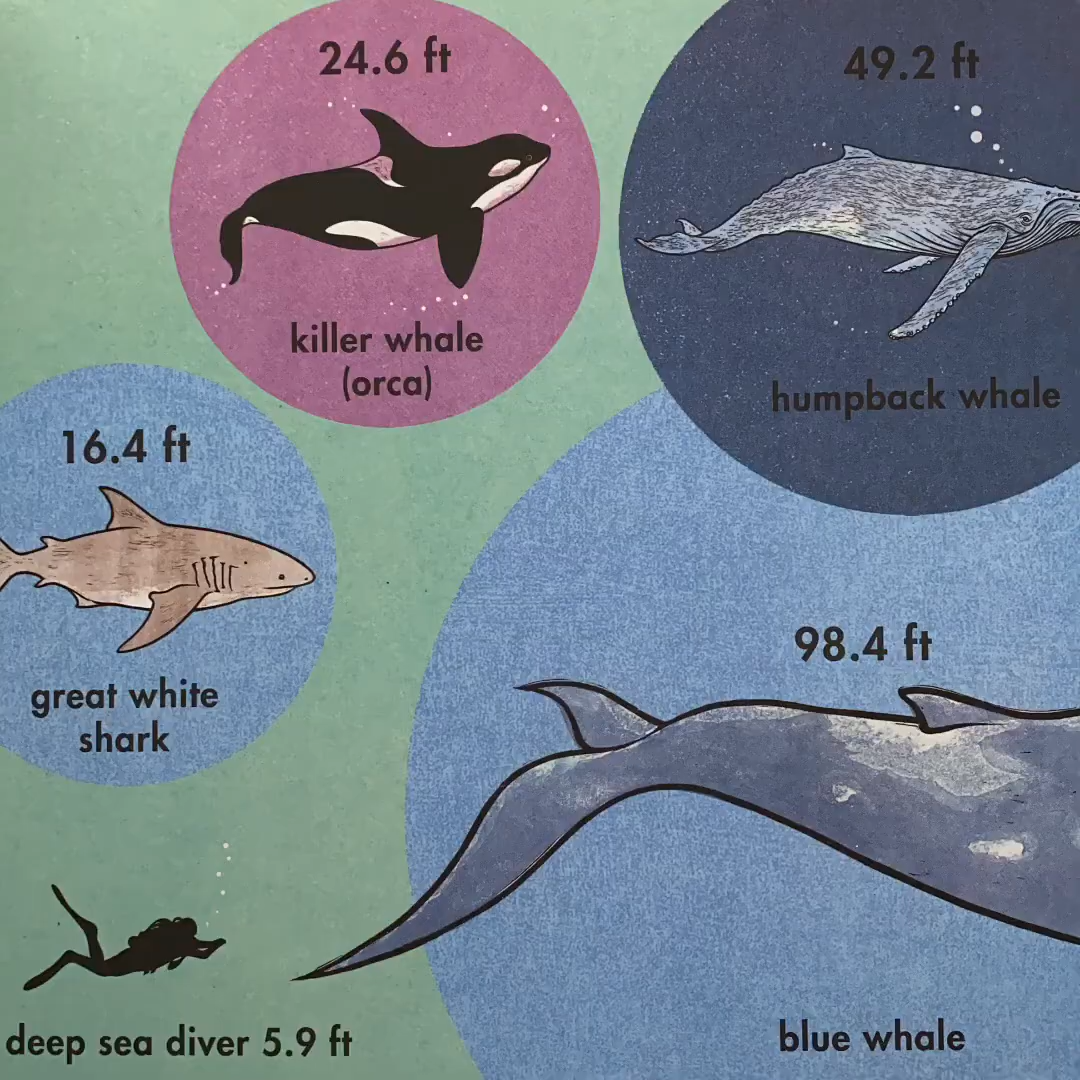 24.6 ft
killer whale
(orca)
49.2 ft
humpback whale
16.4 ft
great white
shark
98.4 ft
blue whale
deep sea diver 5.9 ft